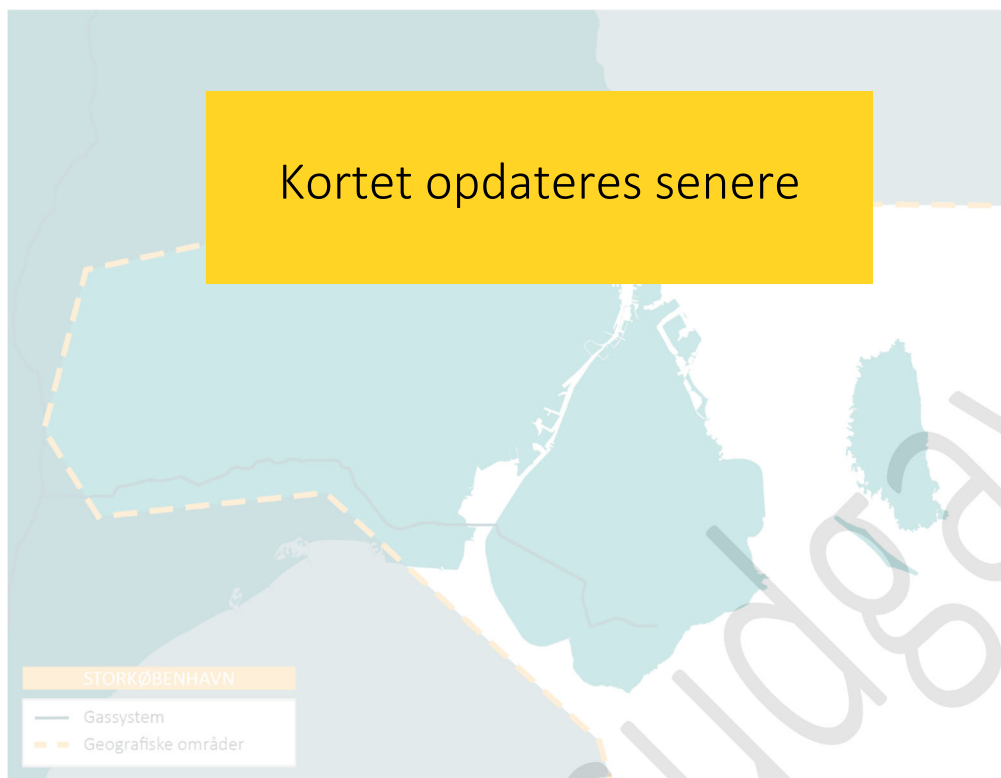 Kortet opdateres senere
STORKØBENHAVN
Gassystem
Geografiske områder